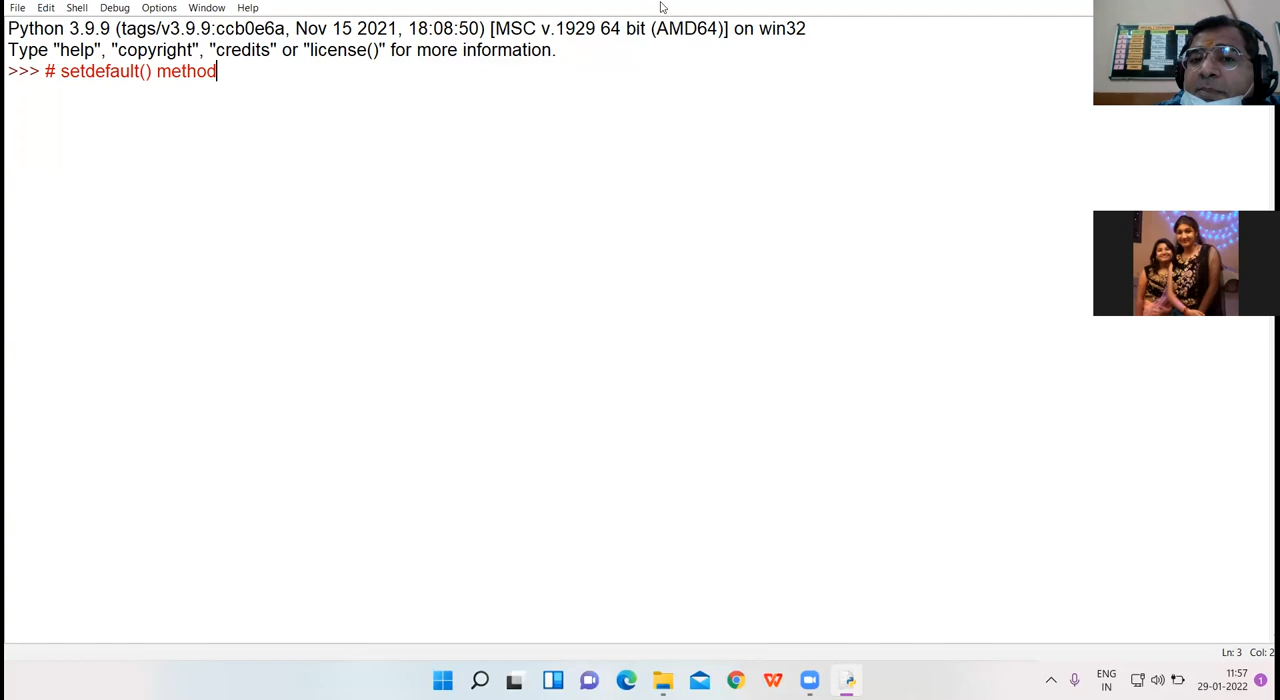 File Edit Shell Debug Options Window Help
Python 3.9.9 (tags/v3.9.9:ccb0e6a, Nov 15 2021, 18:08:50) [MSC v.1929 64 bit (AMD64)] on win32
Type "help", "copyright", "credits" or "license()" for more information.
>>> # setdefault() method
Ln: 3 Col: 2
ENG
IN
11:57
29-01-2022
1